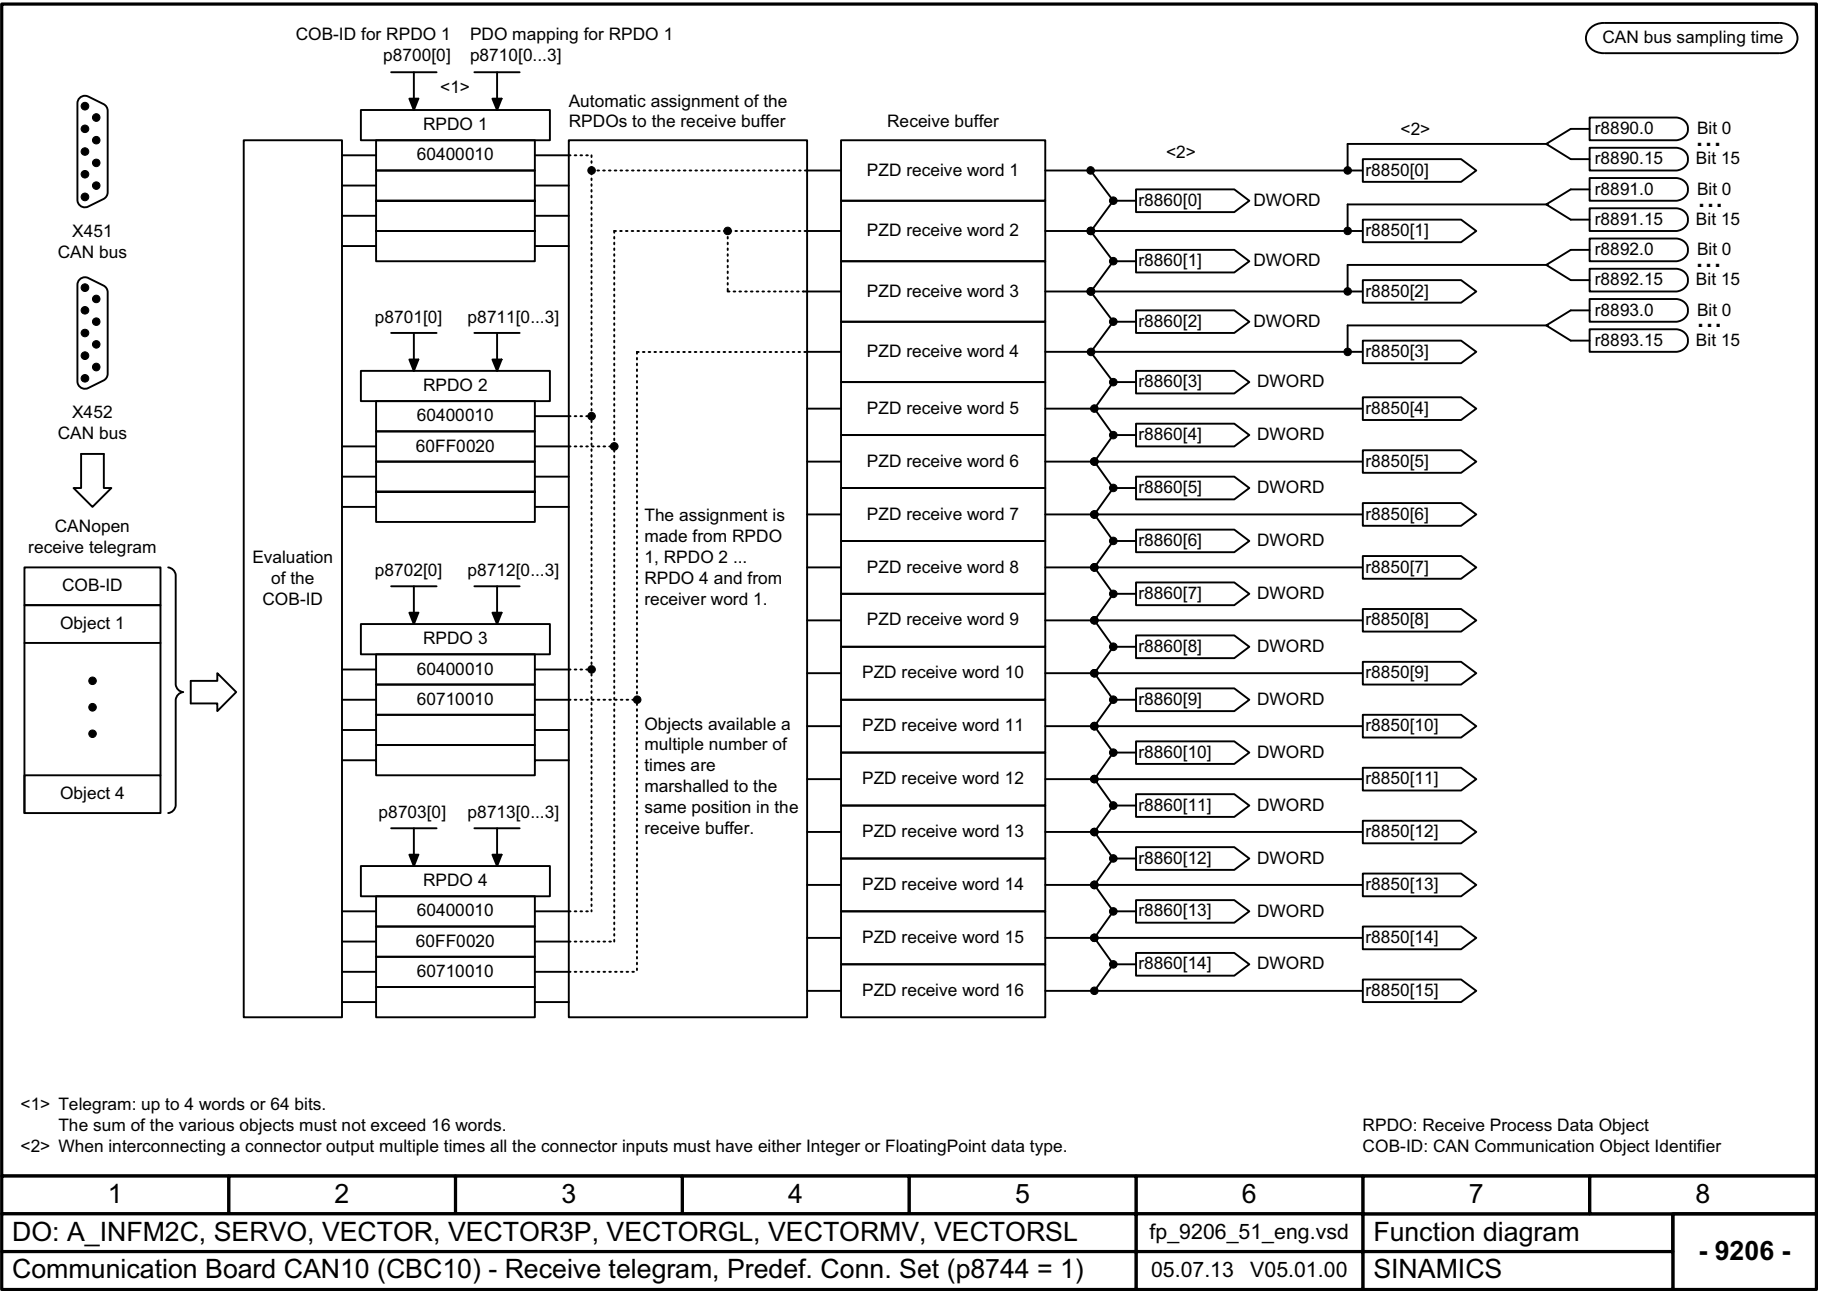 COB-ID for RPDO 1 PDO mapping for RPDO 1
p8700[0] p8710[0...3]
<1>
CAN bus sampling time
X451
CAN bus
X452
CAN bus
CANopen
receive telegram
COB-ID
Object 1
Object 4
Evaluation
of the
COB-ID
RPDO 1
60400010
p8701[0] p8711[0...3]
RPDO 2
60400010
60FF0020
p8702[0] p8712[0...3]
RPDO 3
60400010
60710010
p8703[0] p8713[0...3]
RPDO 4
60400010
60FF0020
60710010
Automatic assignment of the
RPDOs to the receive buffer
The assignment is
made from RPDO
1, RPDO 2 ...
RPDO 4 and from
receiver word 1.
Objects available a
multiple number of
times are
marshalled to the
same position in the
receive buffer.
Receive buffer
PZD receive word 1
PZD receive word 2
PZD receive word 3
PZD receive word 4
PZD receive word 5
PZD receive word 6
PZD receive word 7
PZD receive word 8
PZD receive word 9
PZD receive word 10
PZD receive word 11
PZD receive word 12
PZD receive word 13
PZD receive word 14
PZD receive word 15
PZD receive word 16
<2>
r8860[0] DWORD
r8860[1] DWORD
r8860[2] DWORD
r8860[3] DWORD
r8860[4] DWORD
r8860[5] DWORD
r8860[6] DWORD
r8860[7] DWORD
r8860[8] DWORD
r8860[9] DWORD
r8860[10] DWORD
r8860[11] DWORD
r8860[12] DWORD
r8860[13] DWORD
r8860[14] DWORD
<2>
r8850[0]
r8850[1]
r8850[2]
r8850[3]
r8850[4]
r8850[5]
r8850[6]
r8850[7]
r8850[8]
r8850[9]
r8850[10]
r8850[11]
r8850[12]
r8850[13]
r8850[14]
r8850[15]
r8890.0 Bit 0
...
r8890.15 Bit 15
r8891.0 Bit 0
...
r8891.15 Bit 15
r8892.0 Bit 0
...
r8892.15 Bit 15
r8893.0 Bit 0
...
r8893.15 Bit 15
<1> Telegram: up to 4 words or 64 bits.
The sum of the various objects must not exceed 16 words.
<2> When interconnecting a connector output multiple times all the connector inputs must have either Integer or FloatingPoint data type.
RPDO: Receive Process Data Object
COB-ID: CAN Communication Object Identifier
1 2 3 4 5 6 7 8
DO: A_INFM2C, SERVO, VECTOR, VECTOR3P, VECTORGL, VECTORMV, VECTORSL fp_9206_51_eng.vsd Function diagram
- 9206 -
Communication Board CAN10 (CBC10) - Receive telegram, Predef. Conn. Set (p8744 = 1) 05.07.13 V05.01.00 SINAMICS